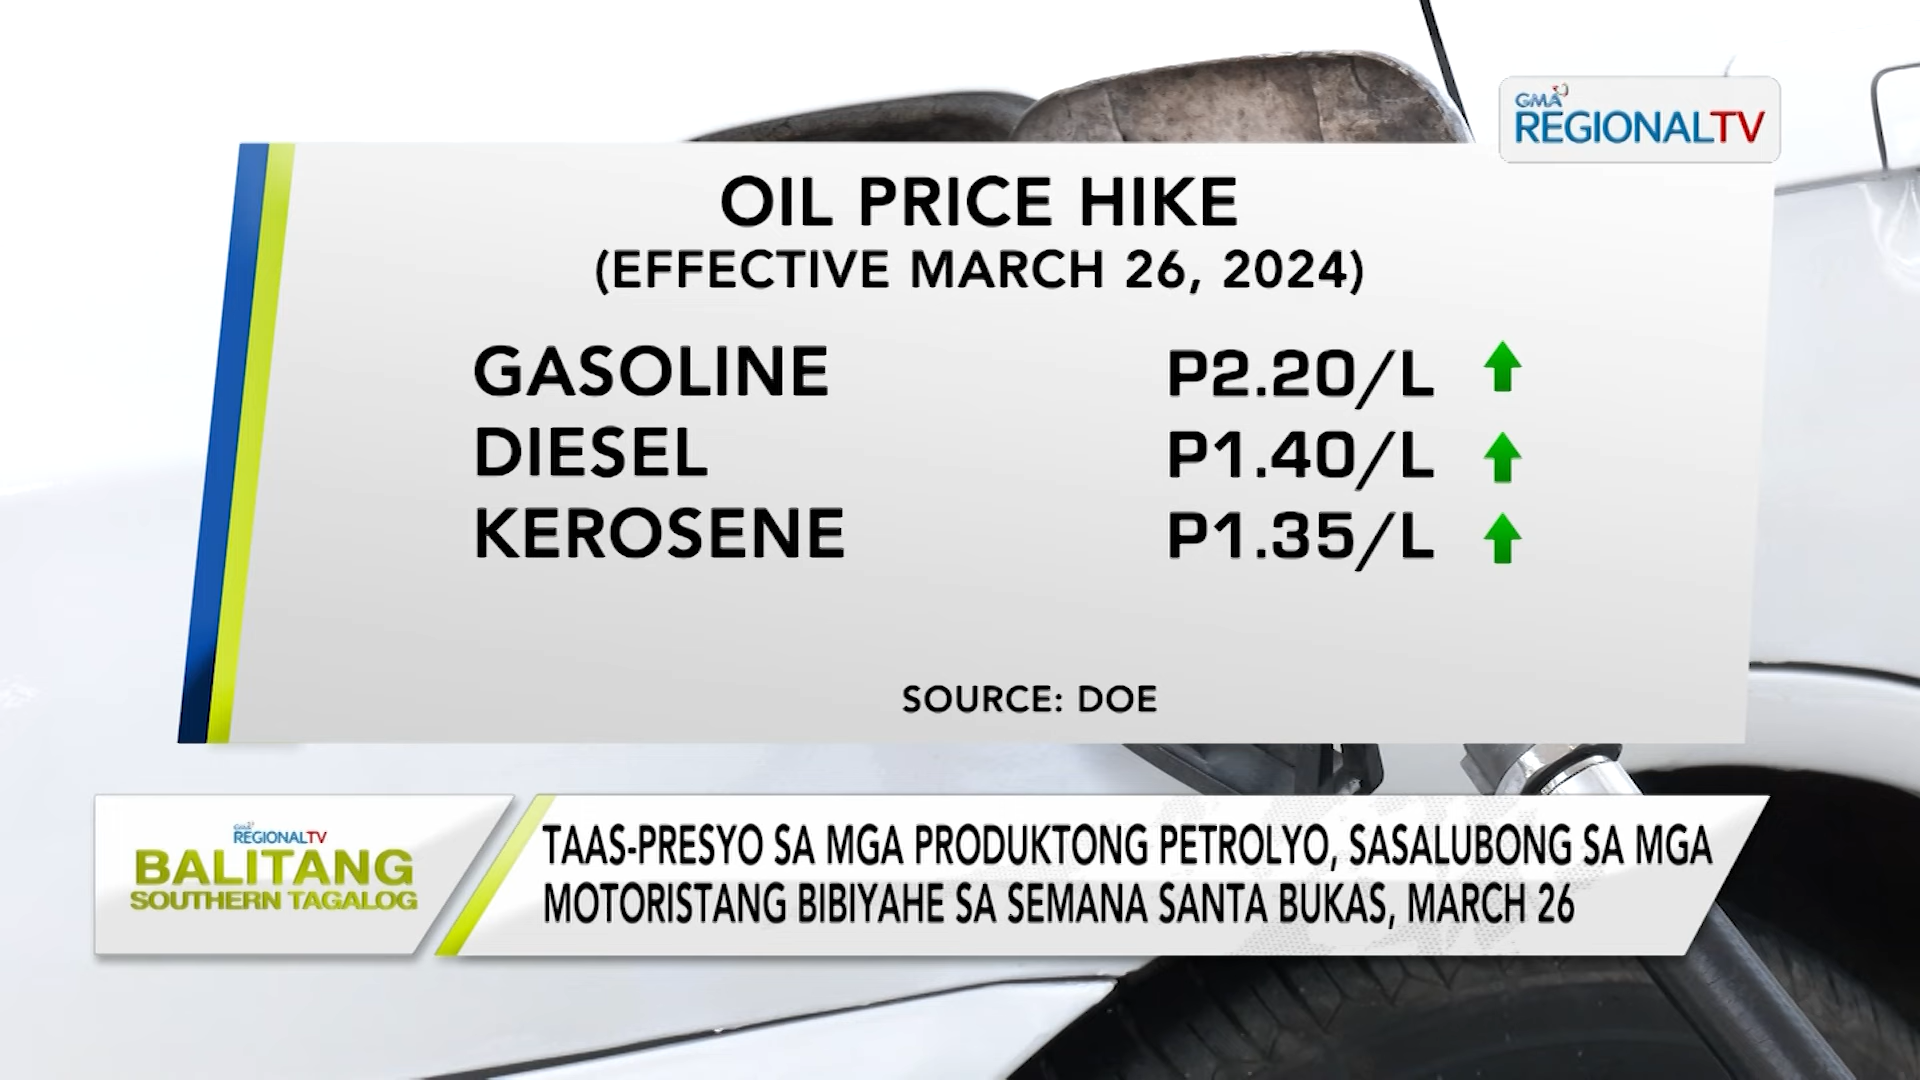 GMA
REGIONALTV
OIL PRICE HIKE
(EFFECTIVE MARCH 26, 2024)
GASOLINE P2.20/L
DIESEL P1.40/L
KEROSENE P1.35/L
SOURCE: DOE
GMA
REGIONALTV
BALITANG
SOUTHERN TAGALOG
TAAS-PRESYO SA MGA PRODUKTONG PETROLYO, SASALUBONG SA MGA
MOTORISTANG BIBIYAHE SA SEMANA SANTA BUKAS, MARCH 26